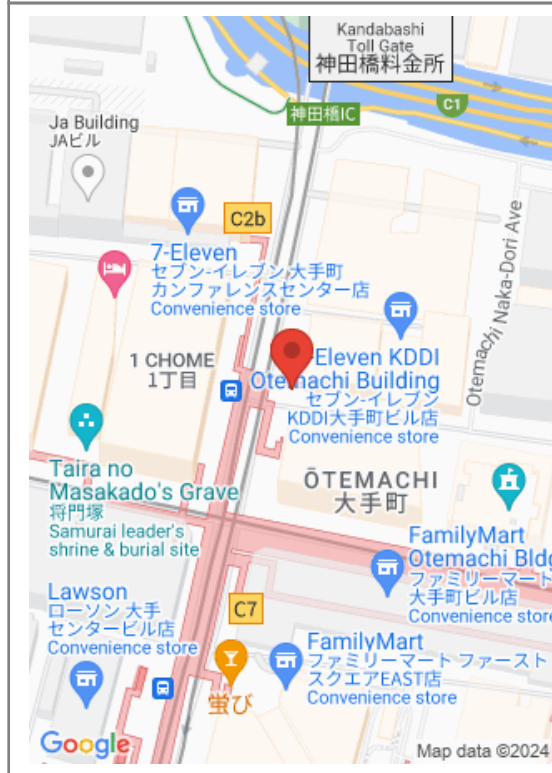 Kandabashi
Toll Gate
神田橋料金所
C1
神田橋IC
Ja Building
JAビル
C2b
7-Eleven
セブン-イレブン 大手町
カンファレンスセンター店
Convenience store
Otemachi Naka-Dori Ave
1 CHOME
1丁目
-Eleven KDDI
Otemachi Building
セブン-イレブン
KDDI大手町ビル店
Convenience store
Taira no
Masakado's Grave
将門塚
Samurai leader's
shrine & burial site
ŌTEMACHI
大手町
FamilyMart
Otemachi Bldg
ファミリーマート
大手町ビル店
Convenience store
Lawson
ローソン 大手
センタービル店
Convenience store
C7
FamilyMart
ファミリーマート ファースト
スクエアEAST店
Convenience store
蛍び
Google
Map data ©2024